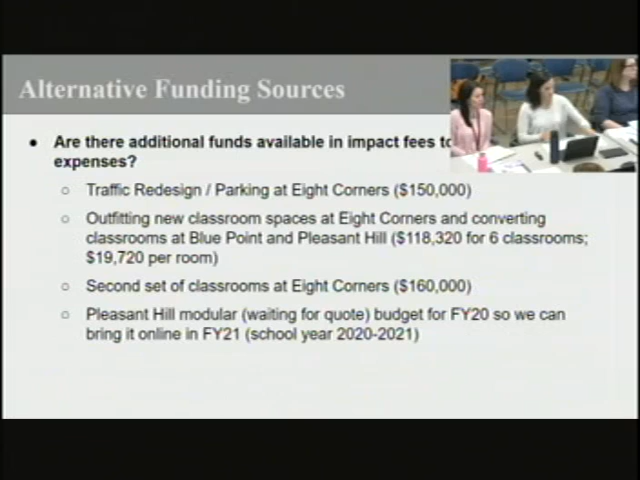 Alternative Funding Sources
● Are there additional funds available in impact fees
expenses?
○ Traffic Redesign / Parking at Eight Corners ($150,000)
○ Outfitting new classroom spaces at Eight Corners and converting
classrooms at Blue Point and Pleasant Hill ($118,320 for 6 classrooms;
$19,720 per room)
○ Second set of classrooms at Eight Corners ($160,000)
○ Pleasant Hill modular (waiting for quote) budget for FY20 so we can
bring it online in FY21 (school year 2020-2021)